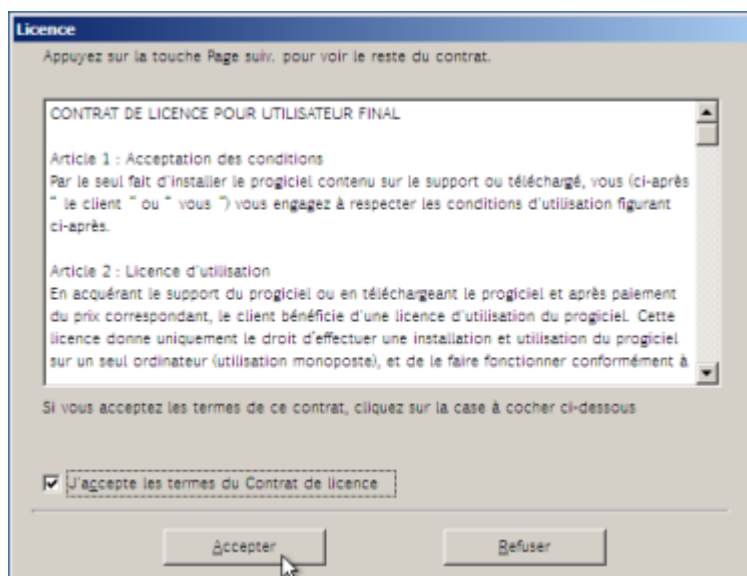 Licence
Appuyez sur la touche Page suiv. pour voir le reste du contrat.
CONTRAT DE LICENCE POUR UTILISATEUR FINAL
Article 1 : Acceptation des conditions
Par le seul fait d'installer le progiciel contenu sur le support ou téléchargé, vous (ci-après
" le client " ou " vous ") vous engagez à respecter les conditions d'utilisation figurant
ci-après.
Article 2 : Licence d'utilisation
En acquérant le support du progiciel ou en téléchargeant le progiciel et après paiement
du prix correspondant, le client bénéficie d'une licence d'utilisation du progiciel. Cette
licence donne uniquement le droit d'effectuer une installation et utilisation du progiciel
sur un seul ordinateur (utilisation monoposte), et de le faire fonctionner conformément à
Si vous acceptez les termes de ce contrat, cliquez sur la case à cocher ci-dessous
J'accepte les termes du Contrat de licence
Accepter
Refuser